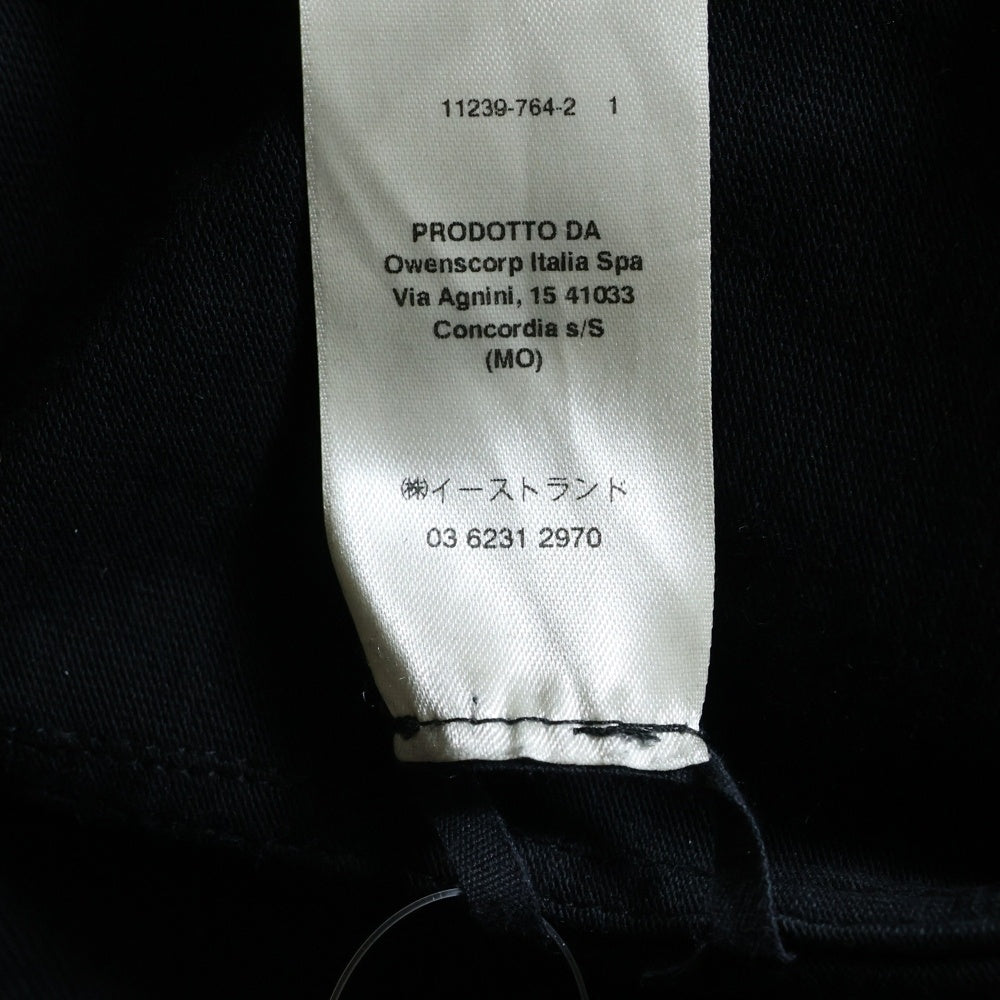 11239-764-2 1
PRODOTTO DA
Owenscorp Italia Spa
Via Agnini, 15 41033
Concordia s/S
(MO)
㈱イーストランド
03 6231 2970